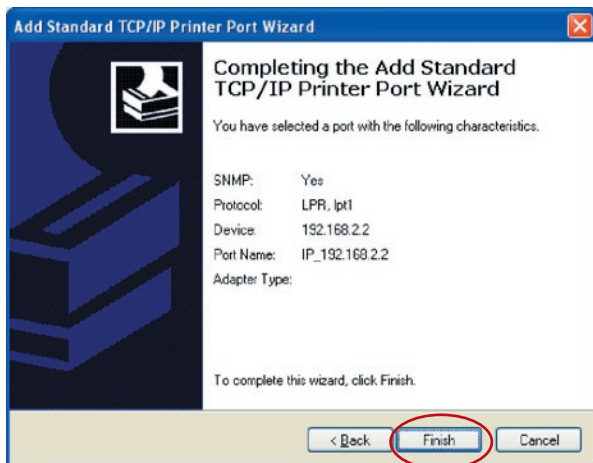 Add Standard TCP/IP Printer Port Wizard
Completing the Add Standard
TCP/IP Printer Port Wizard
You have selected a port with the following characteristics.
SNMP: Yes
Protocol: LPR, lpt1
Device: 192.168.2.2
Port Name: IP_192.168.2.2
Adapter Type:
To complete this wizard, click Finish.
< Back Finish Cancel